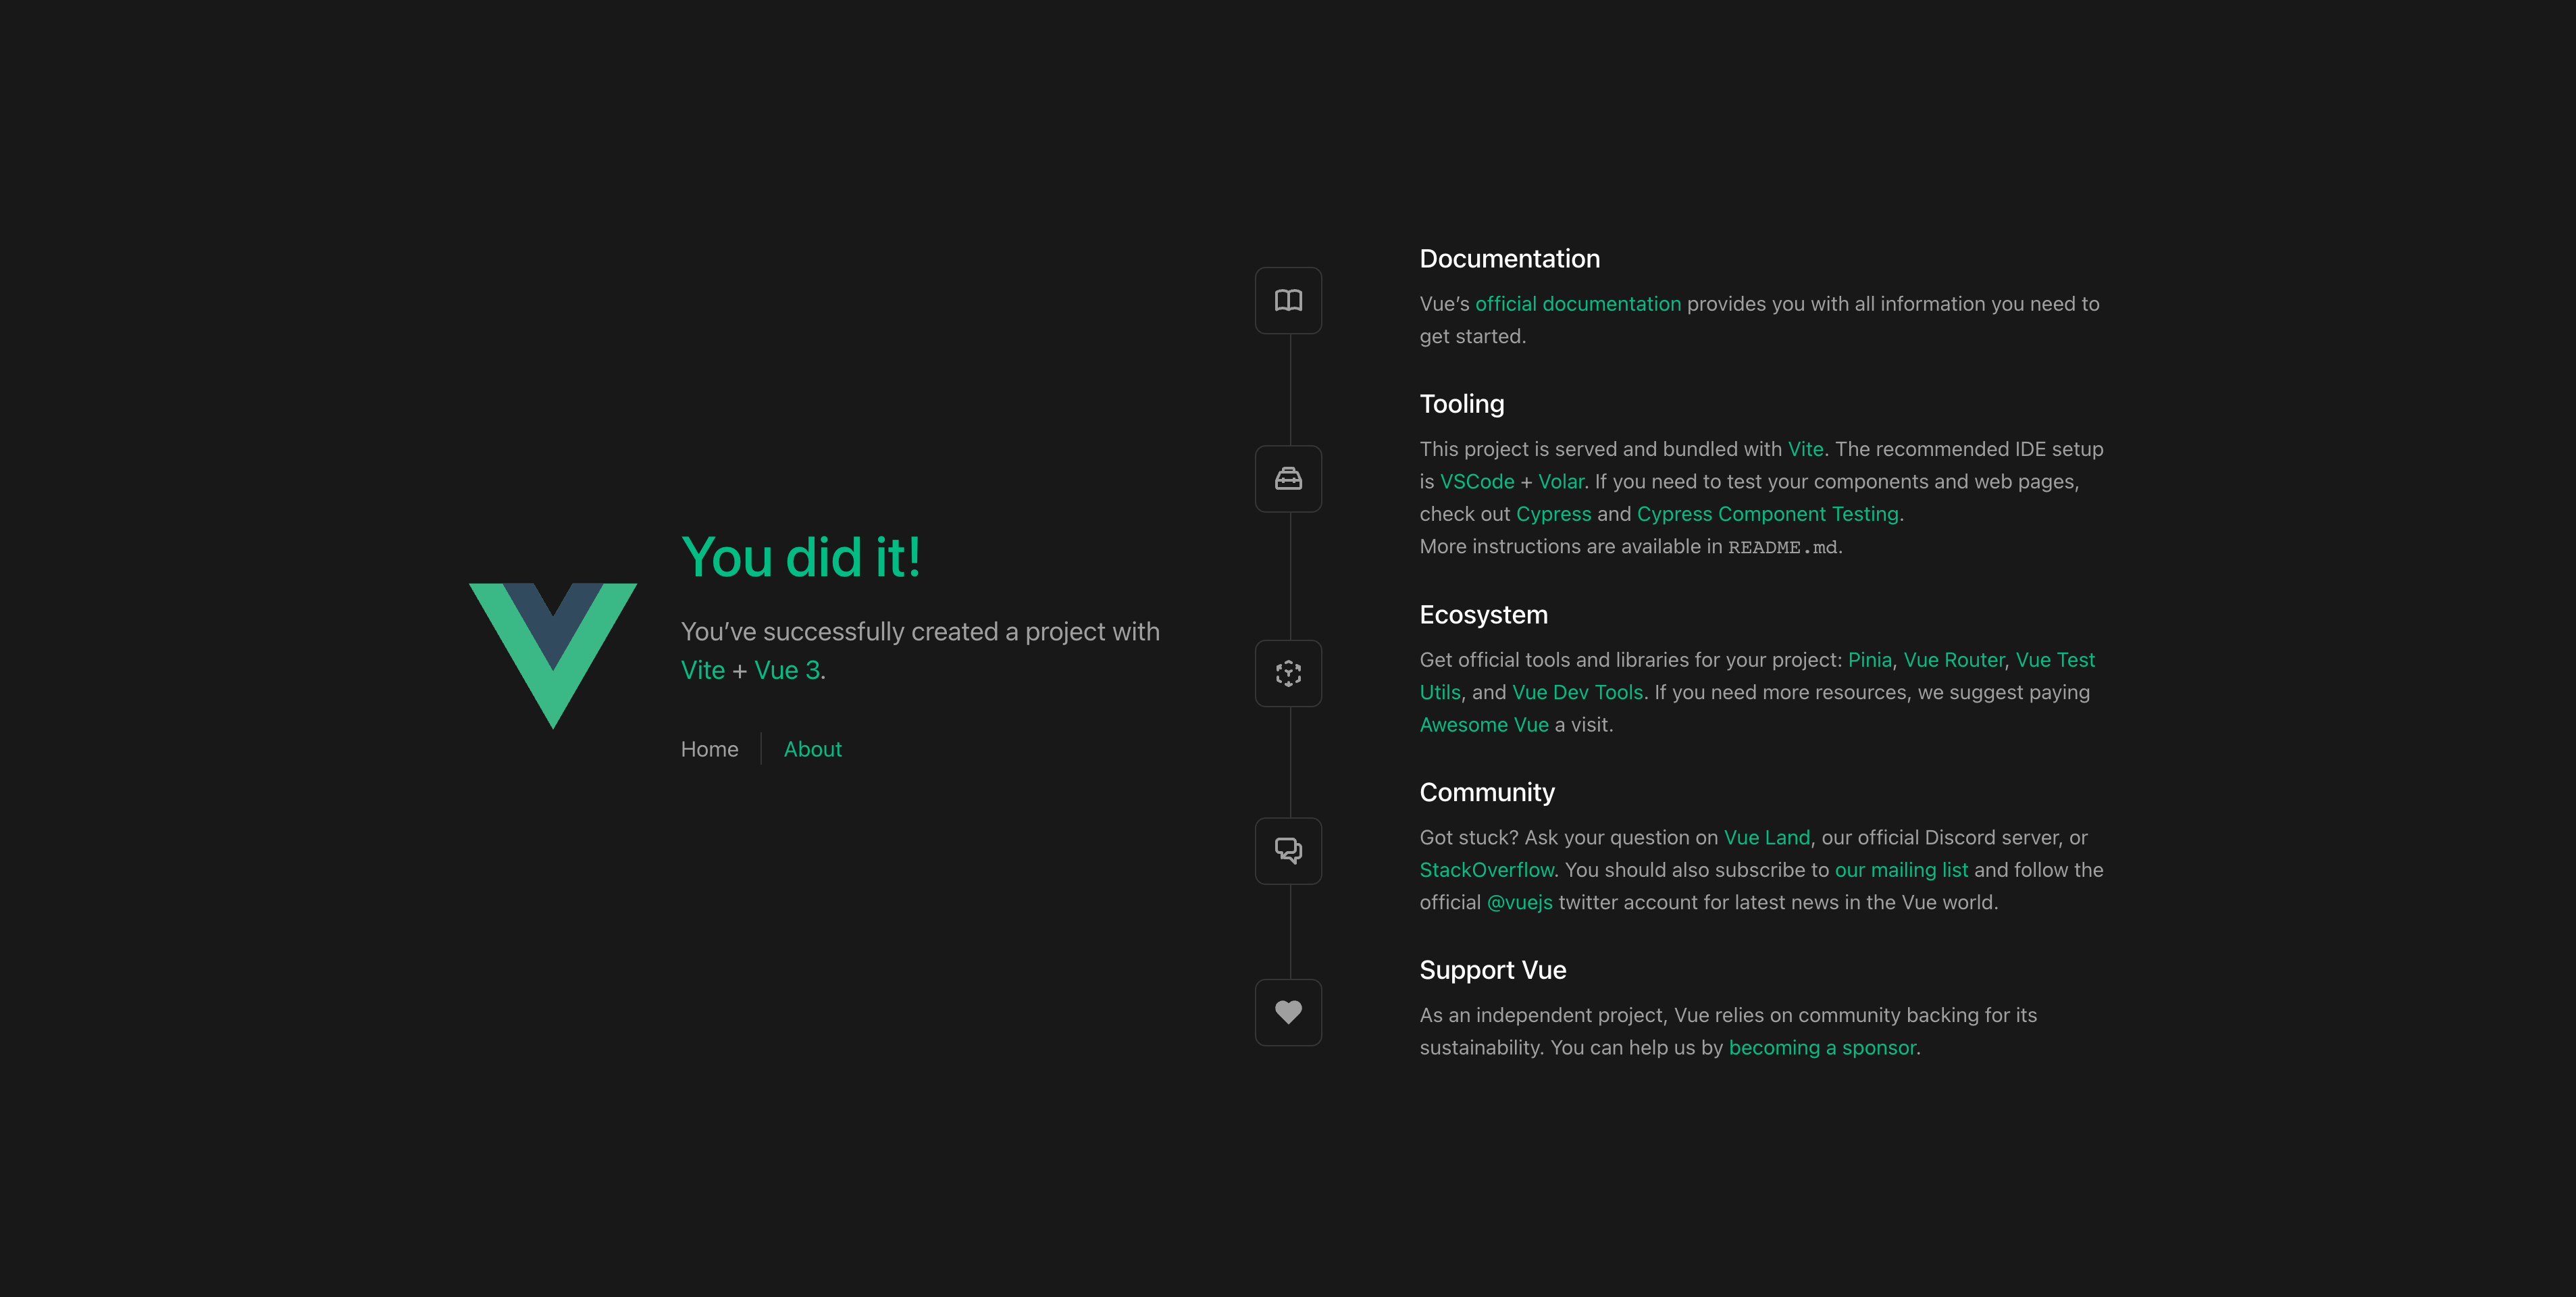 You did it!
You’ve successfully created a project with
Vite + Vue 3.
Home
About
Documentation
Vue’s official documentation provides you with all information you need to
get started.
Tooling
This project is served and bundled with Vite. The recommended IDE setup
is VSCode + Volar. If you need to test your components and web pages,
check out Cypress and Cypress Component Testing.
More instructions are available in README.md.
Ecosystem
Get official tools and libraries for your project: Pinia, Vue Router, Vue Test
Utils, and Vue Dev Tools. If you need more resources, we suggest paying
Awesome Vue a visit.
Community
Got stuck? Ask your question on Vue Land, our official Discord server, or
StackOverflow. You should also subscribe to our mailing list and follow the
official @vuejs twitter account for latest news in the Vue world.
Support Vue
As an independent project, Vue relies on community backing for its
sustainability. You can help us by becoming a sponsor.